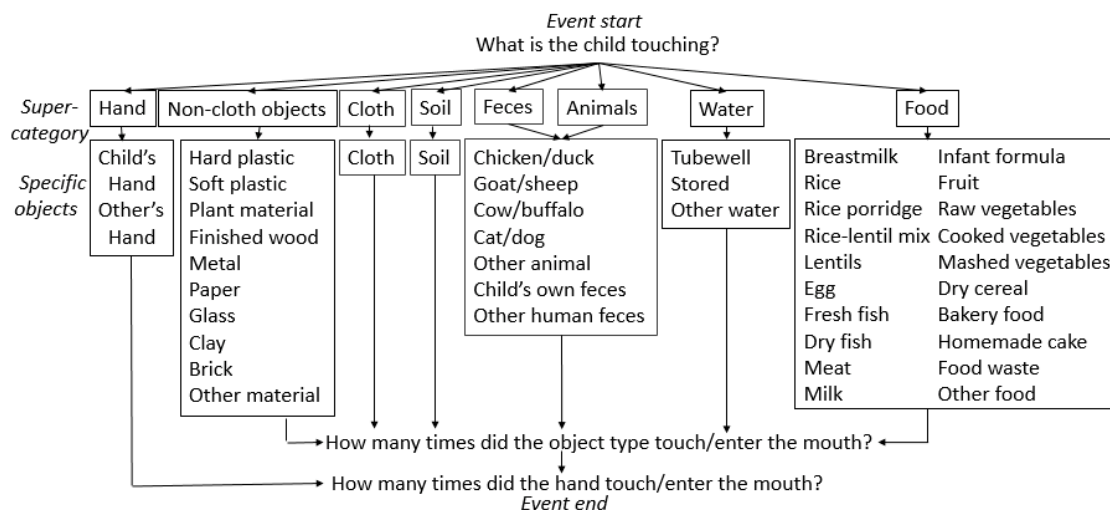 Event start
What is the child touching?
Super-
category
Hand
Non-cloth objects
Cloth
Soil
Feces
Animals
Water
Food
Specific
objects
Child's
Hand
Other's
Hand
Hard plastic
Soft plastic
Plant material
Finished wood
Metal
Paper
Glass
Clay
Brick
Other material
Cloth
Soil
Chicken/duck
Goat/sheep
Cow/buffalo
Cat/dog
Other animal
Child's own feces
Other human feces
Tubewell
Stored
Other water
Breastmilk
Rice
Rice porridge
Rice-lentil mix
Lentils
Egg
Fresh fish
Dry fish
Meat
Milk
Infant formula
Fruit
Raw vegetables
Cooked vegetables
Mashed vegetables
Dry cereal
Bakery food
Homemade cake
Food waste
Other food
How many times did the object type touch/enter the mouth?
How many times did the hand touch/enter the mouth?
Event end